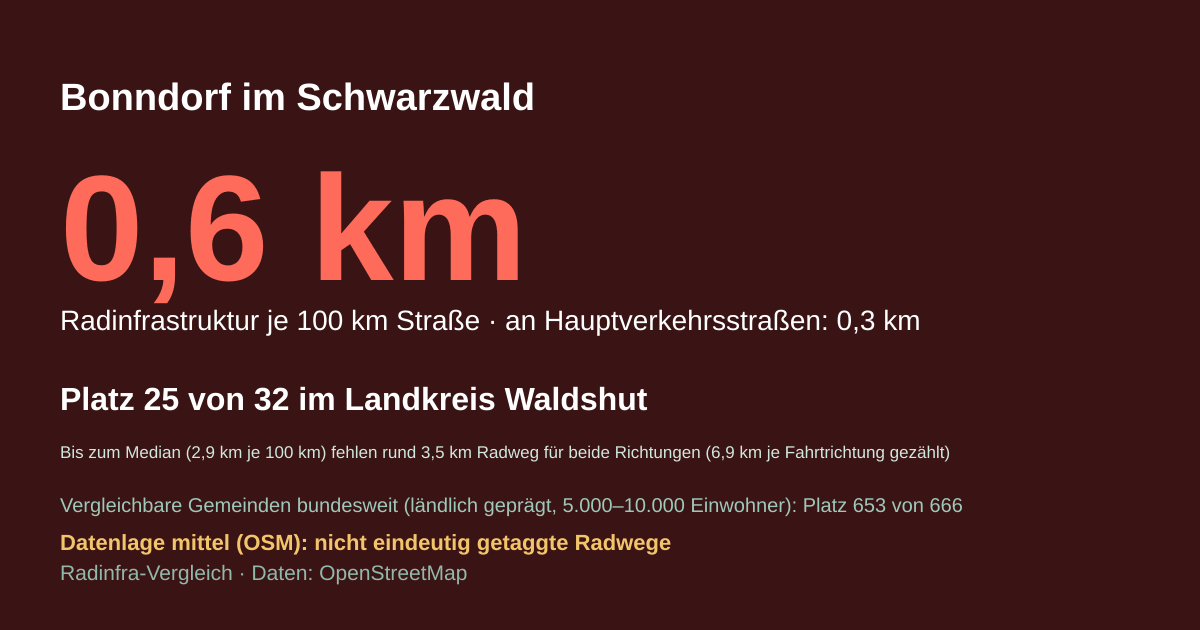 Bonndorf im Schwarzwald
0,6 km
Radinfrastruktur je 100 km Straße · an Hauptverkehrsstraßen: 0,3 km
Platz 25 von 32 im Landkreis Waldshut
Bis zum Median (2,9 km je 100 km) fehlen rund 3,5 km Radweg für beide Richtungen (6,9 km je Fahrtrichtung gezählt)
Vergleichbare Gemeinden bundesweit (ländlich geprägt, 5.000–10.000 Einwohner): Platz 653 von 666
Datenlage mittel (OSM): nicht eindeutig getaggte Radwege
Radinfra-Vergleich · Daten: OpenStreetMap